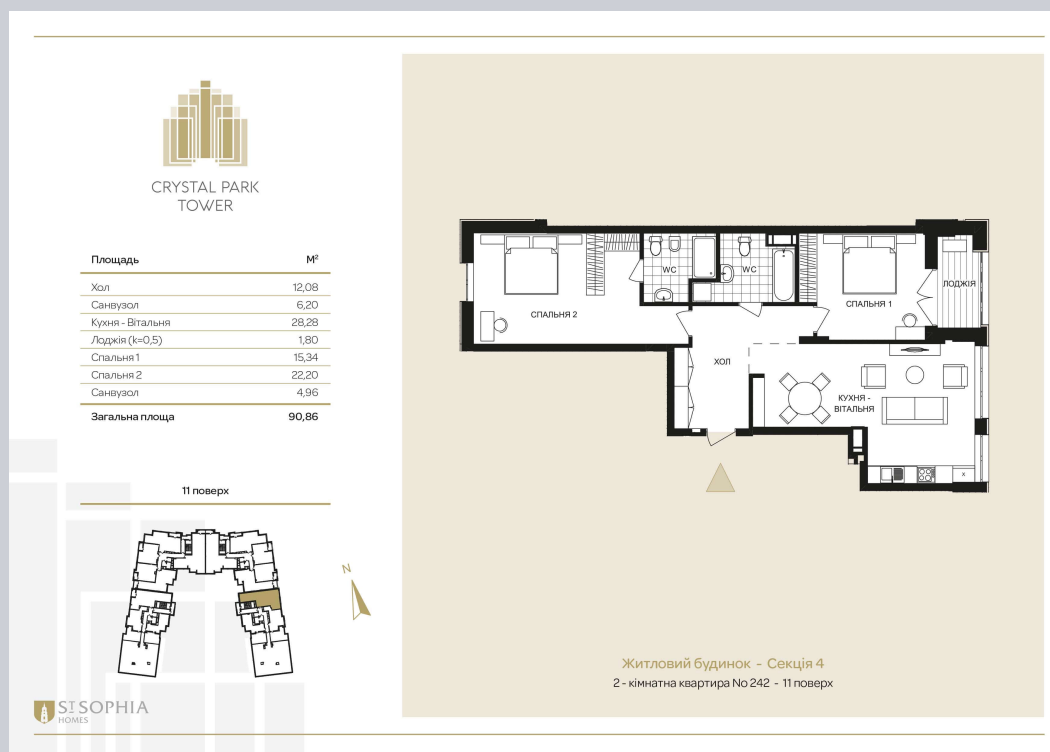 CRYSTAL PARK
TOWER
Площадь М²
Хол 12,08
Санвузол 6,20
Кухня - Вітальня 28,28
Лоджія (k=0,5) 1,80
Спальня 1 15,34
Спальня 2 22,20
Санвузол 4,96
Загальна площа 90,86
11 поверх
N
ST SOPHIA
HOMES
WC
WC
ЛОДЖІЯ
СПАЛЬНЯ 1
СПАЛЬНЯ 2
ХОЛ
КУХНЯ -
ВІТАЛЬНЯ
x
Житловий будинок - Секція 4
2 - кімнатна квартира No 242 - 11 поверх